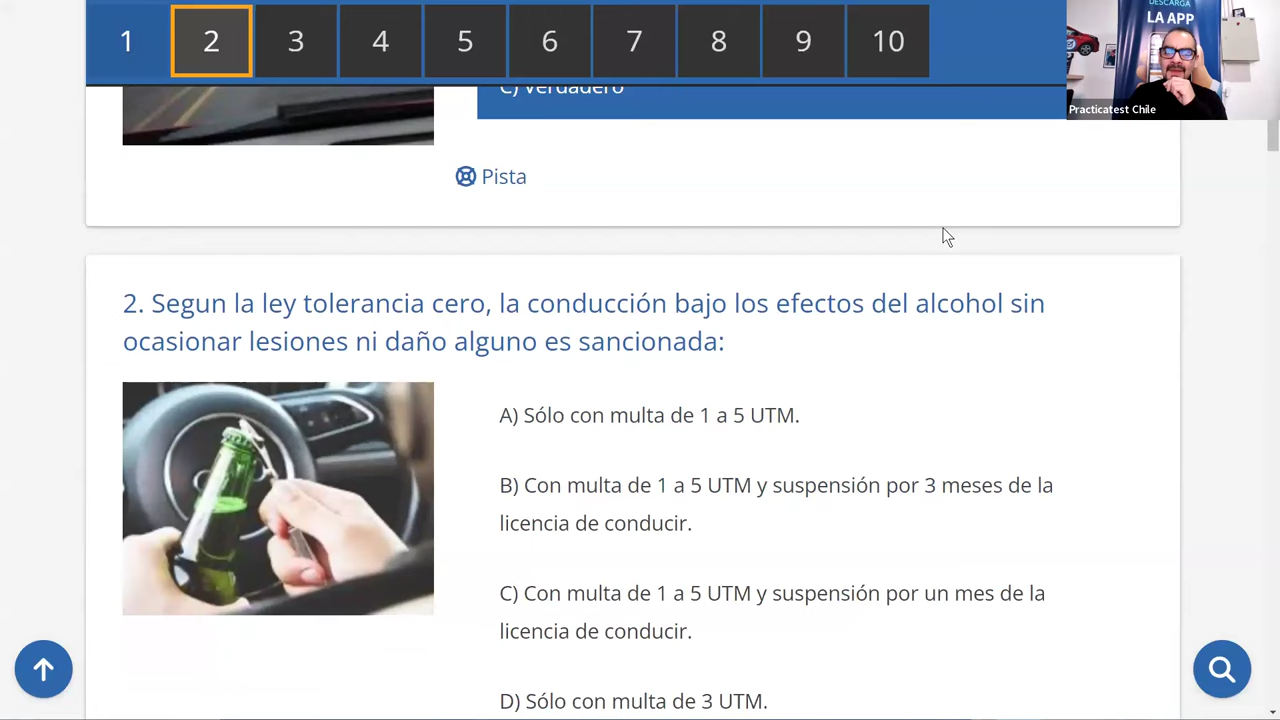 1 2 3 4 5 6 7 8 9 10
DESCARGA
LA APP
Practicatest Chile
C) Verdadero
Pista
2. Segun la ley tolerancia cero, la conducción bajo los efectos del alcohol sin
ocasionar lesiones ni daño alguno es sancionada:
A) Sólo con multa de 1 a 5 UTM.
B) Con multa de 1 a 5 UTM y suspensión por 3 meses de la
licencia de conducir.
C) Con multa de 1 a 5 UTM y suspensión por un mes de la
licencia de conducir.
D) Sólo con multa de 3 UTM.